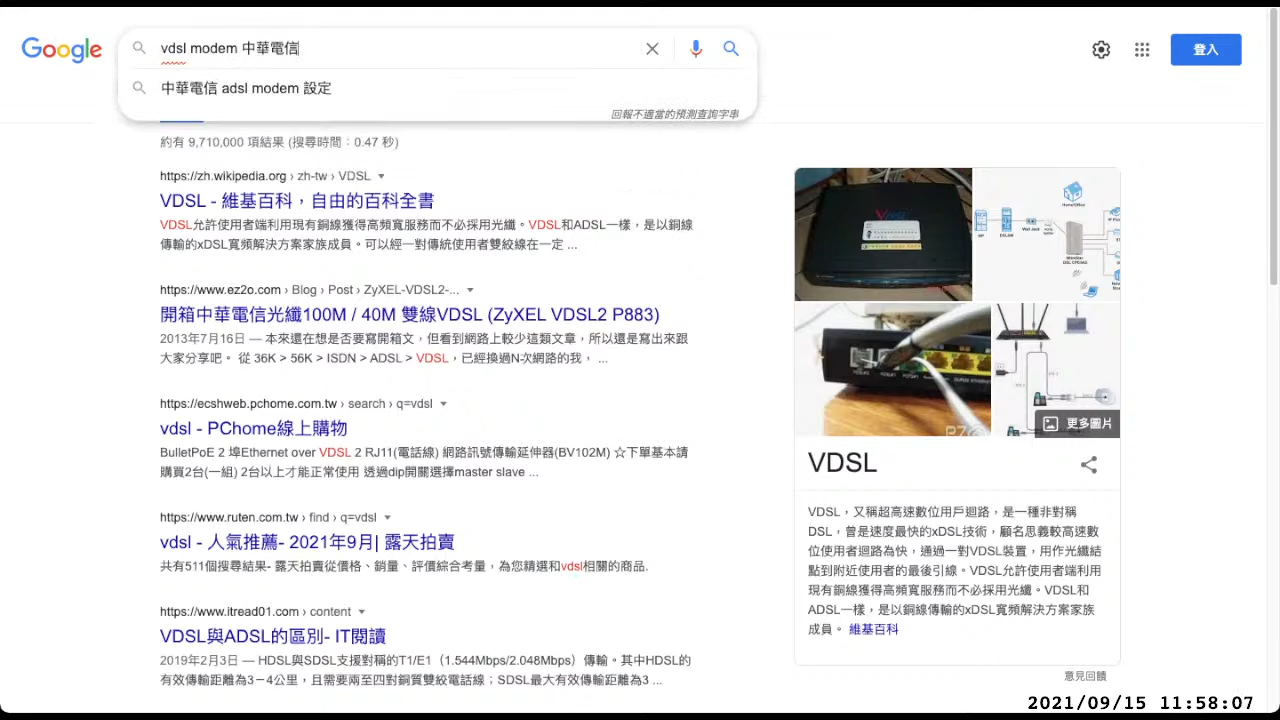 Google
vdsl modem 中華電信
登入
中華電信 adsl modem 設定
回報不適當的預測查詢字串
約有 9,710,000 項結果 (搜尋時間：0.47 秒)
https://zh.wikipedia.org › zh-tw › VDSL
VDSL - 維基百科，自由的百科全書
VDSL允許使用者端利用現有銅線獲得高頻寬服務而不必採用光纖。VDSL和ADSL一樣，是以銅線
傳輸的xDSL寬頻解決方案家族成員。可以經一對傳統使用者雙絞線在一定 ...
https://www.ez2o.com › Blog › Post › ZyXEL-VDSL2-...
開箱中華電信光纖100M / 40M 雙線VDSL (ZyXEL VDSL2 P883)
2013年7月16日 — 本來還在想是否要寫開箱文，但看到網路上較少這類文章，所以還是寫出來跟
大家分享吧。 從 36K > 56K > ISDN > ADSL > VDSL，已經換過N-次網路的我， ...
https://ecshweb.pchome.com.tw › search › q=vdsl
vdsl - PChome線上購物
BulletPoE 2 埠Ethernet over VDSL 2 RJ11(電話線) 網路訊號傳輸延伸器(BV102M) ☆下單基本請
購買2台(一組) 2台以上才能正常使用 透過dip開關選擇master slave ...
https://www.ruten.com.tw › find › q=vdsl
vdsl - 人氣推薦- 2021年9月| 露天拍賣
共有511個搜尋結果- 露天拍賣從價格、銷量、評價綜合考量，為您精選和vdsl相關的商品.
https://www.itread01.com › content
VDSL與ADSL的區別- IT閱讀
2019年2月3日 — HDSL與SDSL支援對稱的T1/E1（1.544Mbps/2.048Mbps）傳輸。其中HDSL的
有效傳輸距離為3－4公里，且需要兩至四對銅質雙絞電話線；SDSL最大有效傳輸距離為3 ...
更多圖片
VDSL
VDSL，又稱超高速數位用戶迴路，是一種非對稱
DSL，曾是速度最快的xDSL技術，顧名思義較高速數
位使用者迴路為快，通過一對VDSL裝置，用作光纖結
點到附近使用者的最後引線。VDSL允許使用者端利用
現有銅線獲得高頻寬服務而不必採用光纖。VDSL和
ADSL一樣，是以銅線傳輸的xDSL寬頻解決方案家族
成員。 維基百科
意見回饋
2021/09/15 11:58:07